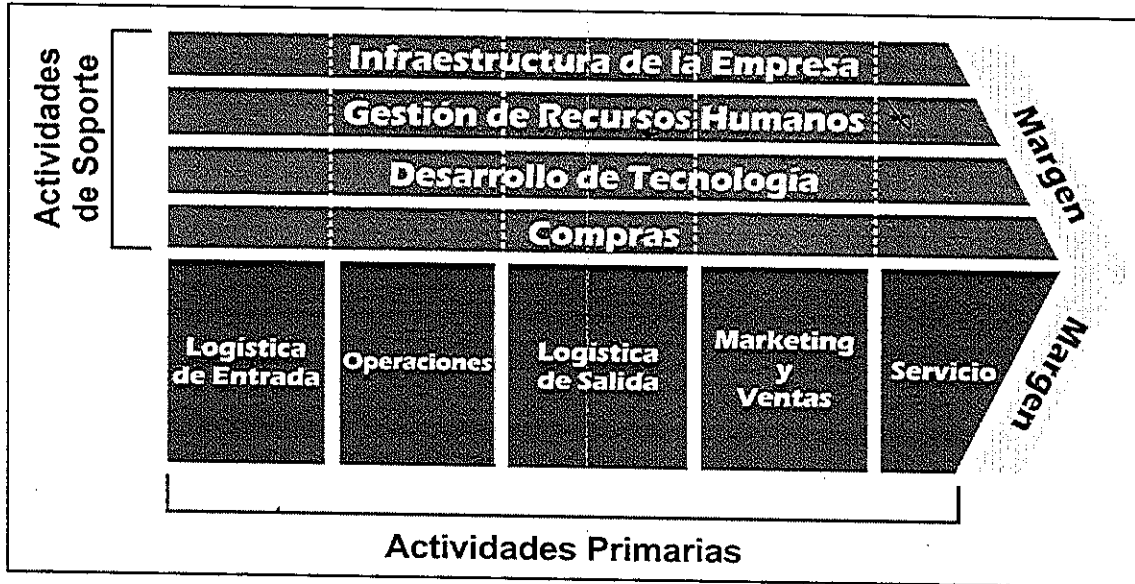 Actividades
de Soporte
Infraestructura de la Empresa
Gestión de Recursos Humanos
Desarrollo de Tecnología
Compras
Logística
de Entrada
Operaciones
Logística
de Salida
Marketing
y
Ventas
Servicio
Margen
Margen
Actividades Primarias